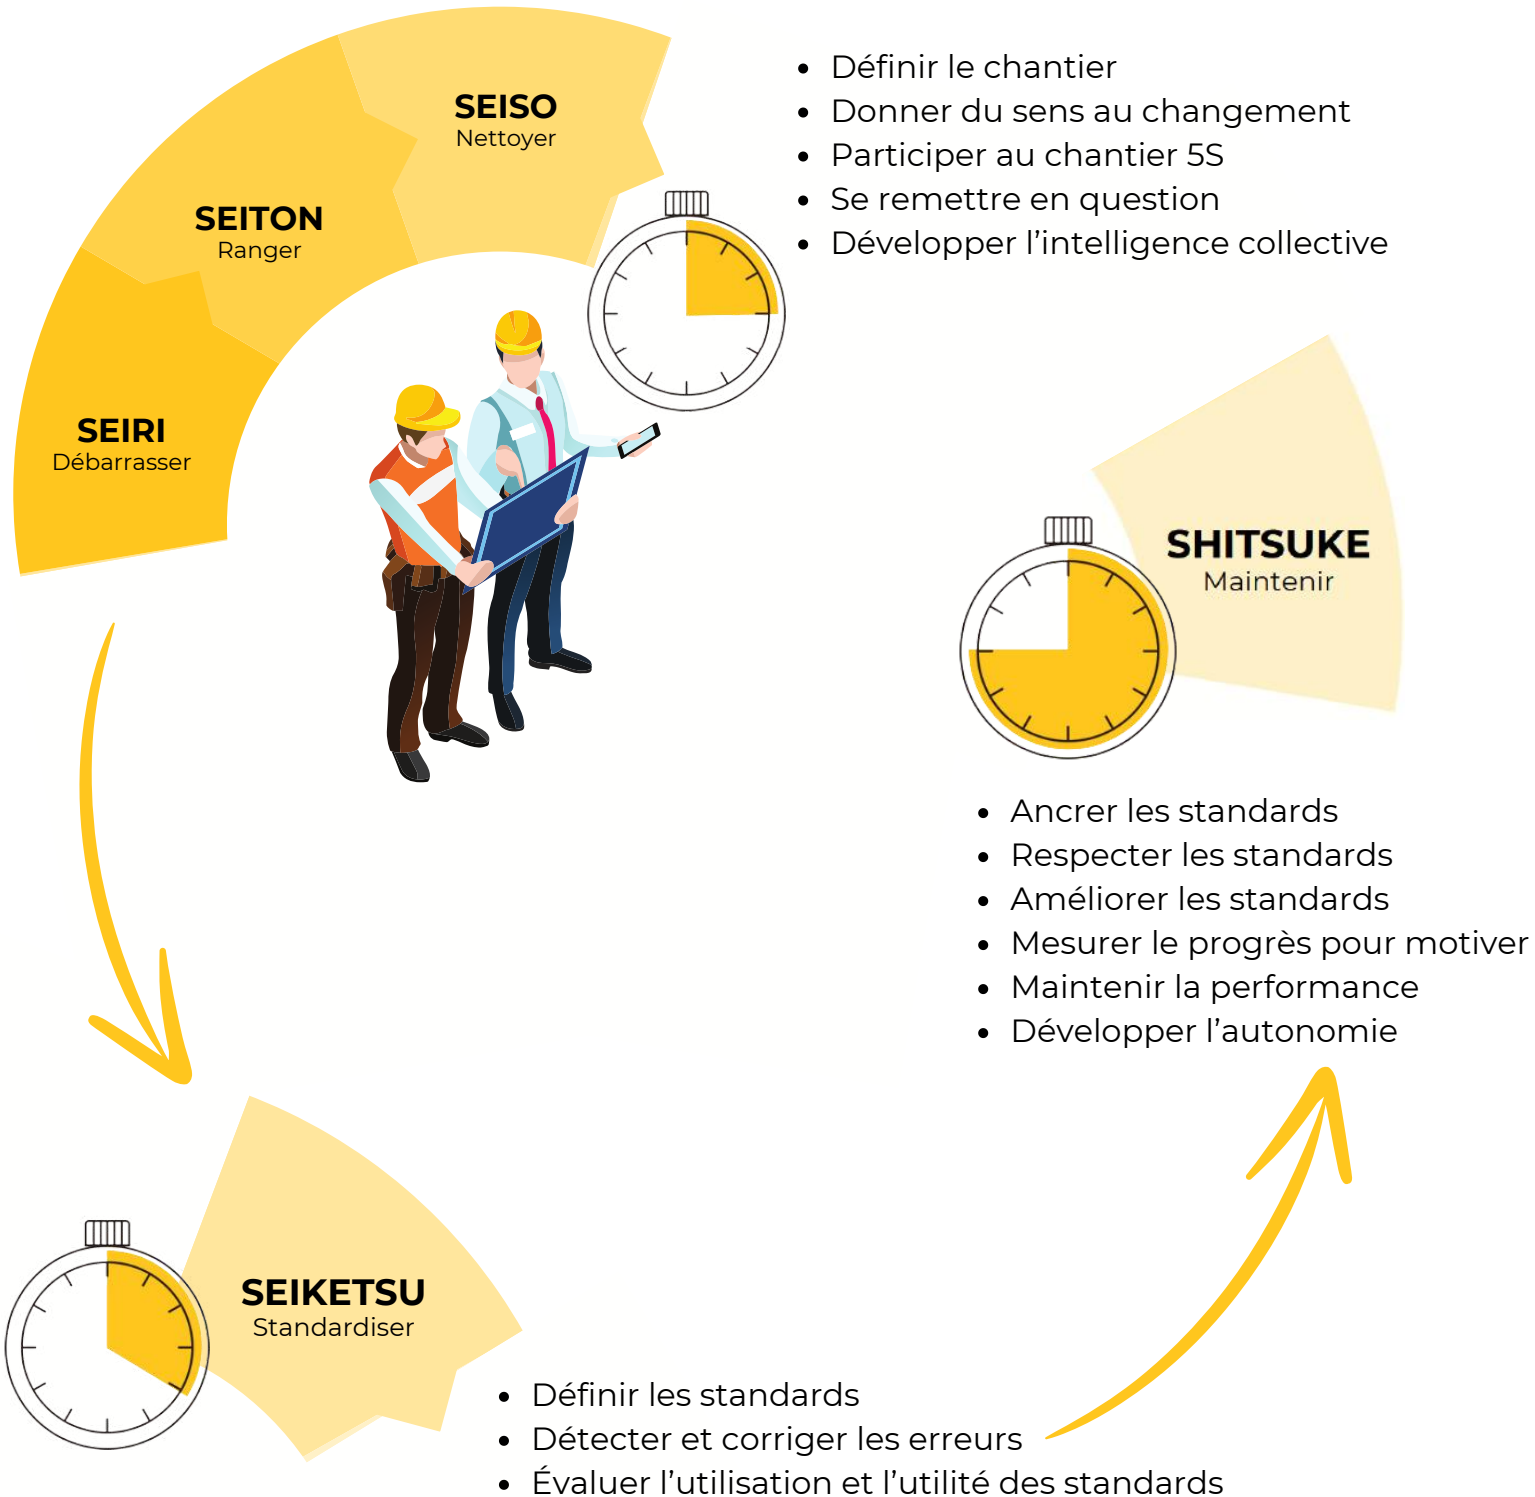 SEISO
Nettoyer
SEITON
Ranger
SEIRI
Débarrasser
• Définir le chantier
• Donner du sens au changement
• Participer au chantier 5S
• Se remettre en question
• Développer l’intelligence collective
SHITSUKE
Maintenir
• Ancrer les standards
• Respecter les standards
• Améliorer les standards
• Mesurer le progrès pour motiver
• Maintenir la performance
• Développer l’autonomie
SEIKETSU
Standardiser
• Définir les standards
• Détecter et corriger les erreurs
• Évaluer l’utilisation et l’utilité des standards